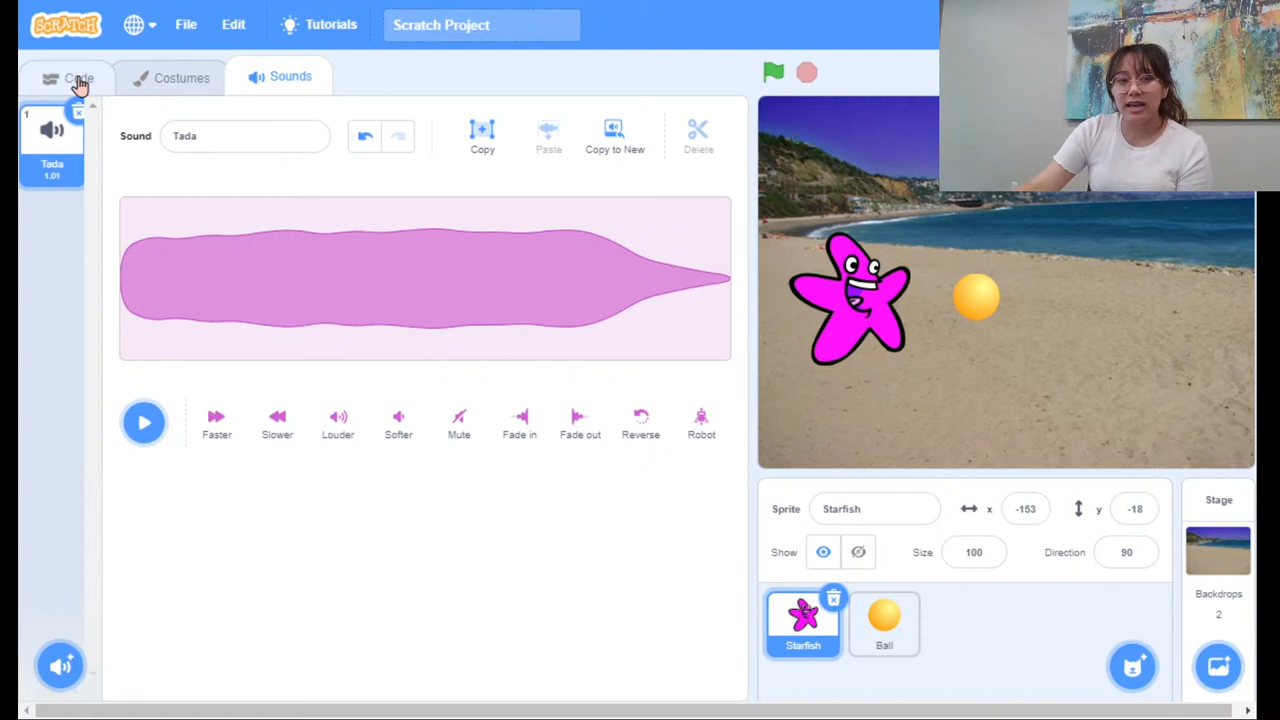 SCRATCH File Edit Tutorials Scratch Project
Code Costumes Sounds
1
Tada
1.01
Sound Tada Copy Paste Copy to New Delete
Faster Slower Louder Softer Mute Fade in Fade out Reverse Robot
Sprite Starfish x -153 y -18
Show Size 100 Direction 90
Starfish Ball
Stage
Backdrops
2